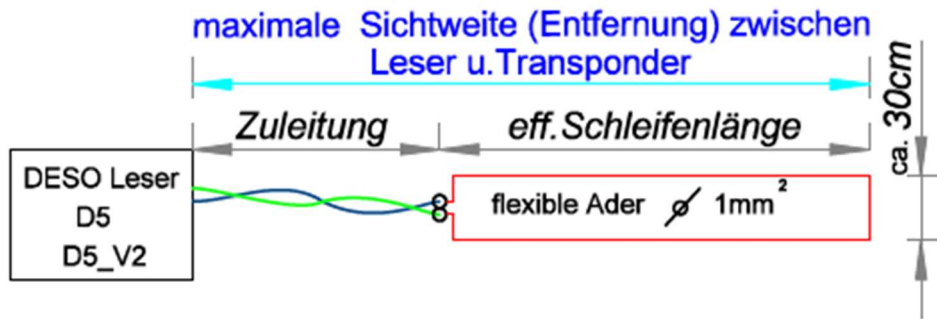 maximale Sichtweite (Entfernung) zwischen
Leser u.Transponder
Zuleitung
eff.Schleifenlänge
ca. 30cm
DESO Leser
D5
D5_V2
flexible Ader ⌀ 1mm²